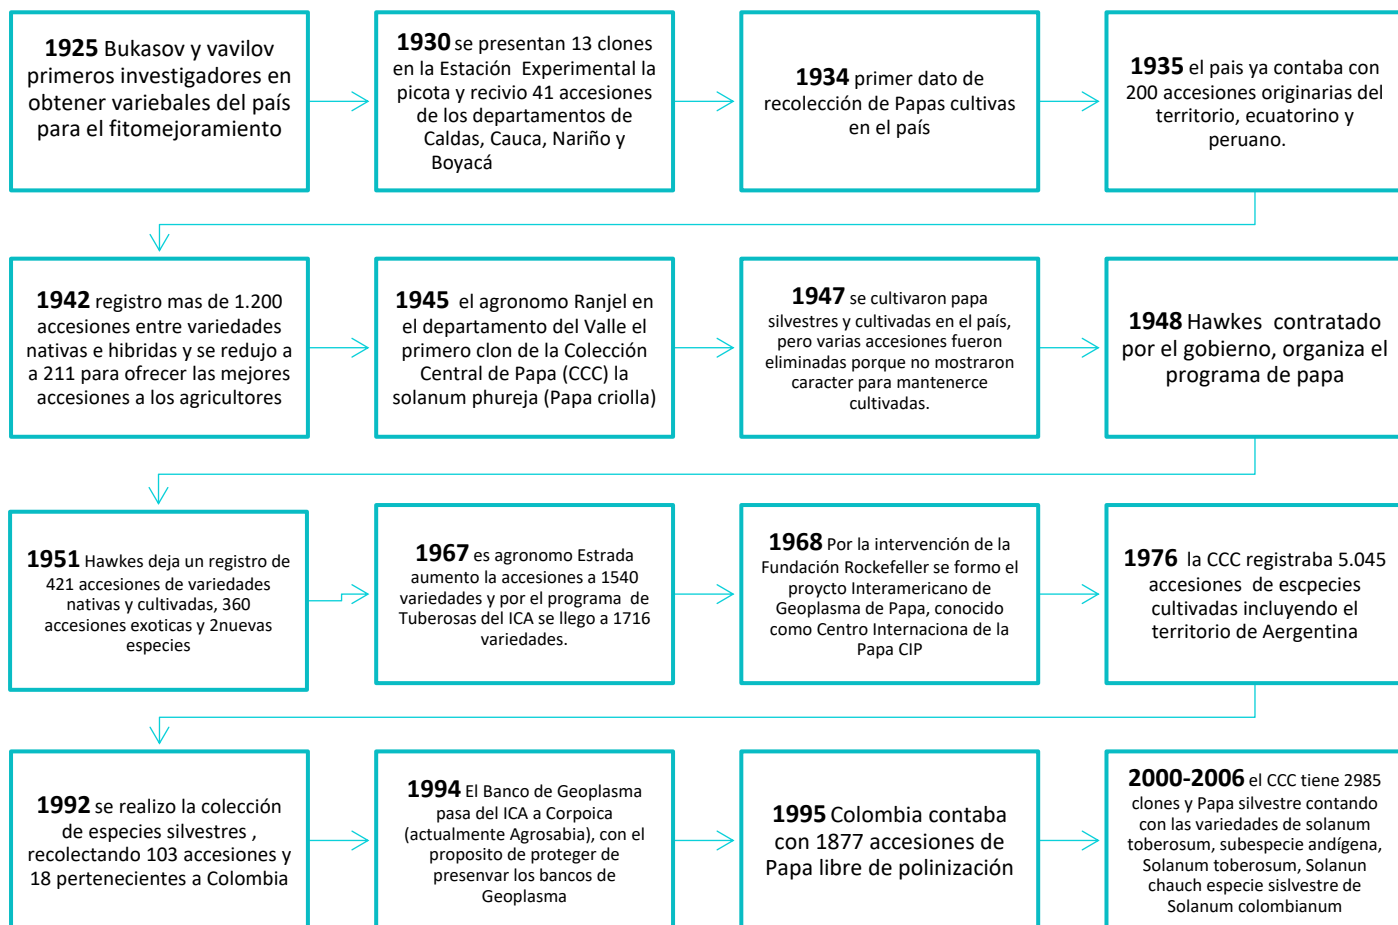 1925 Bukasov y vavilov
primeros investigadores en
obtener variebales del país
para el fitomejoramiento
1930 se presentan 13 clones
en la Estación Experimental la
picota y recivio 41 accesiones
de los departamentos de
Caldas, Cauca, Nariño y
Boyacá
1934 primer dato de
recolección de Papas cultivas
en el país
1935 el pais ya contaba con
200 accesiones originarias del
territorio, ecuatorino y
peruano.
1942 registro mas de 1.200
accesiones entre variedades
nativas e hibridas y se redujo a
a 211 para ofrecer las mejores
accesiones a los agricultores
1945 el agronomo Ranjel en
el departamento del Valle el
primero clon de la Colección
Central de Papa (CCC) la
solanum phureja (Papa criolla)
1947 se cultivaron papa
silvestres y cultivadas en el país,
pero varias accesiones fueron
eliminadas porque no mostraron
caracter para mantenerce
cultivadas.
1948 Hawkes contratado
por el gobierno, organiza el
programa de papa
1951 Hawkes deja un registro de
421 accesiones de variedades
nativas y cultivadas, 360
accesiones exoticas y 2nuevas
especies
1967 es agronomo Estrada
aumento la accesiones a 1540
variedades y por el programa de
Tuberosas del ICA se llego a 1716
variedades.
1968 Por la intervención de la
Fundación Rockefeller se formo el
proycto Interamericano de
Geoplasma de Papa, conocido
como Centro Internaciona de la
Papa CIP
1976 la CCC registraba 5.045
accesiones de escpecies
cultivadas incluyendo el
territorio de Aergentina
1992 se realizo la colección
de especies silvestres ,
recolectando 103 accesiones y
18 pertenecientes a Colombia
1994 El Banco de Geoplasma
pasa del ICA a Corpoica
(actualmente Agrosabia), con el
proposito de proteger de
presenvar los bancos de
Geoplasma
1995 Colombia contaba
con 1877 accesiones de
Papa libre de polinización
2000-2006 el CCC tiene 2985
clones y Papa silvestre contando
con las variedades de solanum
toberosum, subespecie andígena,
Solanum toberosum, Solanun
chauch especie sislvestre de
Solanum colombianum